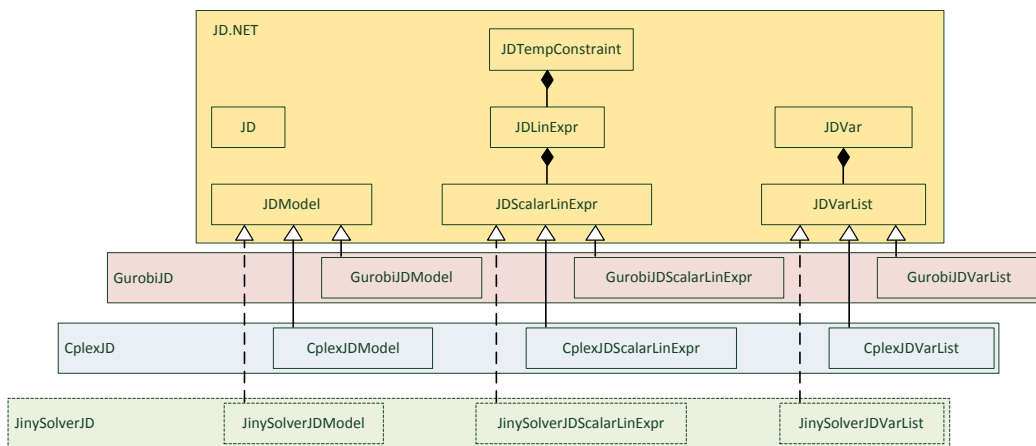 JD.NET
JDTempConstraint
JD
JDLinExpr
JDVar
JDModel
JDScalarLinExpr
JDVarList
GurobiJD
GurobiJDModel
GurobiJDScalarLinExpr
GurobiJDVarList
CplexJD
CplexJDModel
CplexJDScalarLinExpr
CplexJDVarList
JinySolverJD
JinySolverJDModel
JinySolverJDScalarLinExpr
JinySolverJDVarList